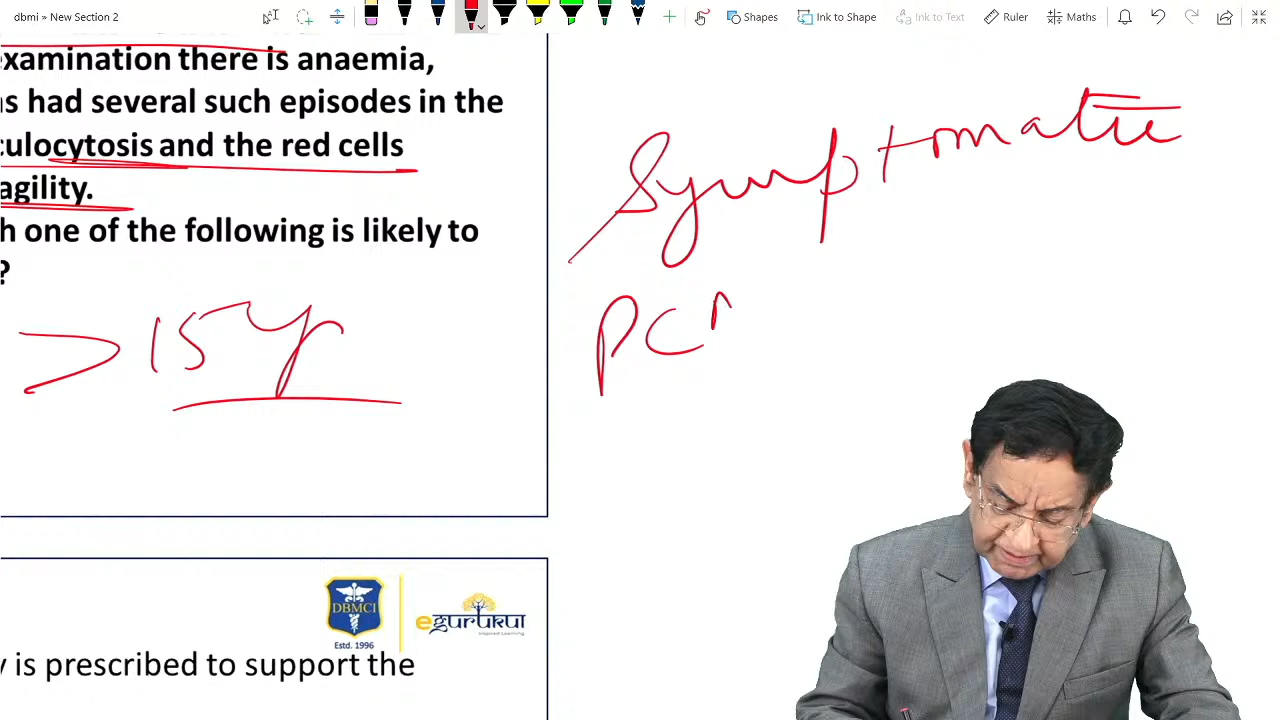 dbmi » New Section 2
Shapes Ink to Shape Ink to Text Ruler Maths
xamination there is anaemia,
s had several such episodes in the
culocytosis and the red cells
agility.
h one of the following is likely to
?
> 15 y
Symptomatic
PC
DBMCI
Estd. 1996
egurukul
Inspired Learning
y is prescribed to support the